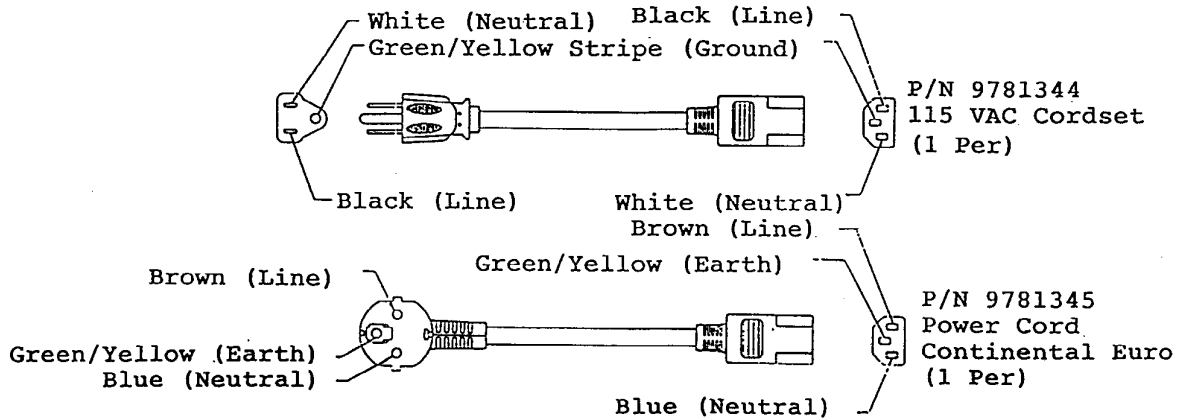 White (Neutral)
Black (Line)
Green/Yellow Stripe (Ground)
P/N 9781344
115 VAC Cordset
(1 Per)
Black (Line)
White (Neutral)
Brown (Line)
Green/Yellow (Earth)
Brown (Line)
P/N 9781345
Power Cord
Continental Euro
(1 Per)
Green/Yellow (Earth)
Blue (Neutral)
Blue (Neutral)